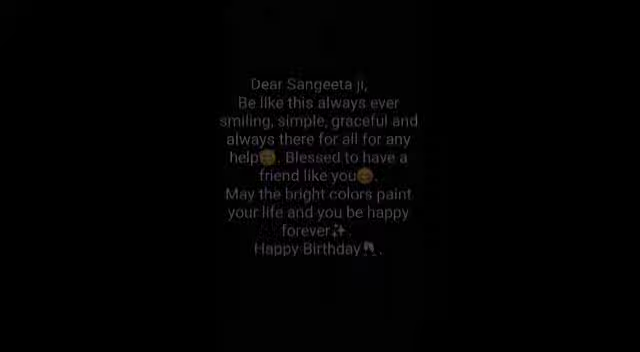 Dear Sangeeta ji,
Be like this always ever
smiling, simple, graceful and
always there for all for any
help😊. Blessed to have a
friend like you😊.
May the bright colors paint
your life and you be happy
forever✨.
Happy Birthday🥂.